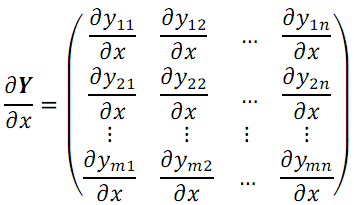 ∂𝒀/∂x = ( ∂y₁₁/∂x ∂y₁₂/∂x … ∂y₁ₙ/∂x
∂y₂₁/∂x ∂y₂₂/∂x … ∂y₂ₙ/∂x
⋮ ⋮ ⋮ ⋮
∂yₘ₁/∂x ∂yₘ₂/∂x … ∂yₘₙ/∂x )